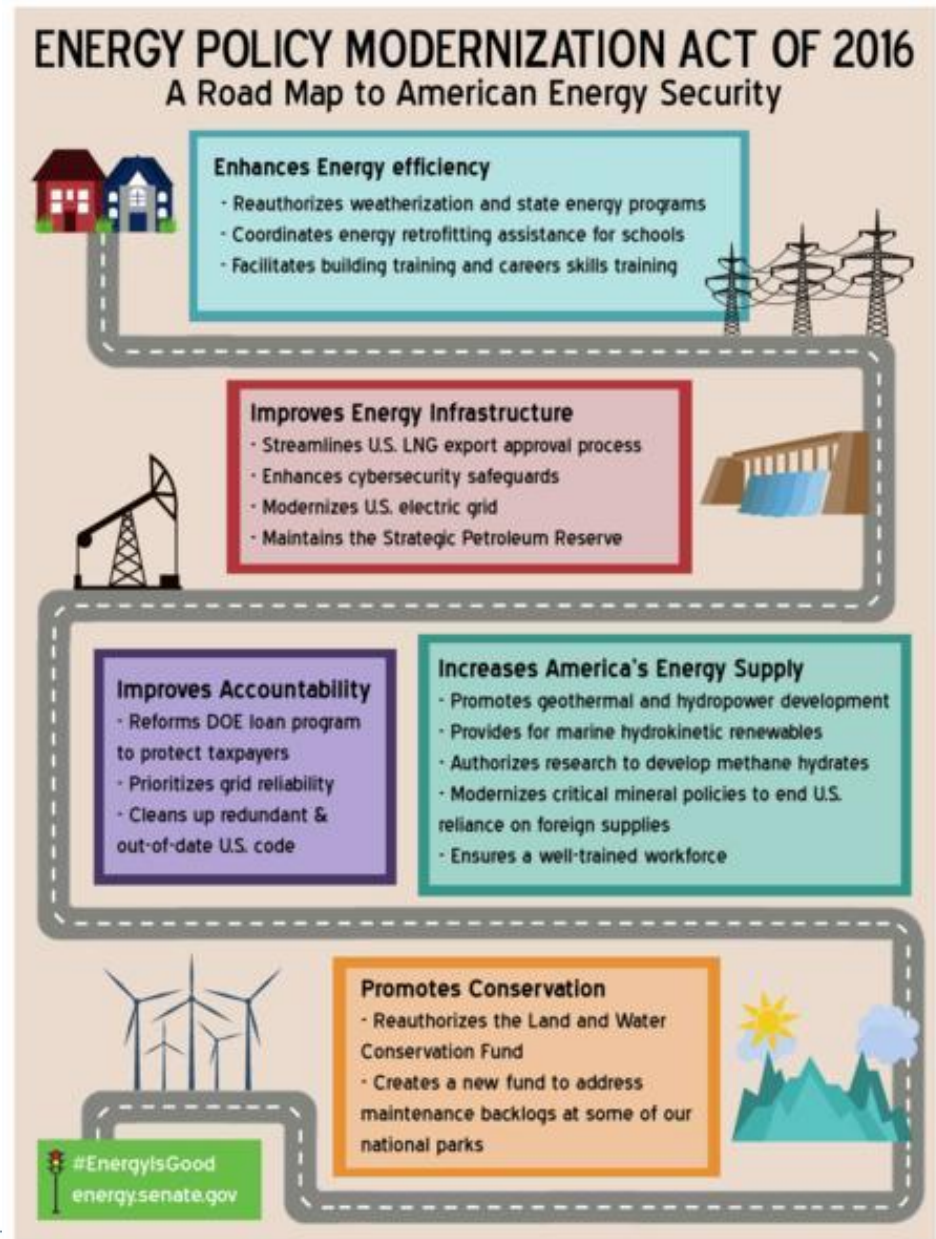 ENERGY POLICY MODERNIZATION ACT OF 2016
A Road Map to American Energy Security
Enhances Energy efficiency
- Reauthorizes weatherization and state energy programs
- Coordinates energy retrofitting assistance for schools
- Facilitates building training and careers skills training
Improves Energy Infrastructure
- Streamlines U.S. LNG export approval process
- Enhances cybersecurity safeguards
- Modernizes U.S. electric grid
- Maintains the Strategic Petroleum Reserve
Improves Accountability
- Reforms DOE loan program
to protect taxpayers
- Prioritizes grid reliability
- Cleans up redundant &
out-of-date U.S. code
Increases America's Energy Supply
- Promotes geothermal and hydropower development
- Provides for marine hydrokinetic renewables
- Authorizes research to develop methane hydrates
- Modernizes critical mineral policies to end U.S.
reliance on foreign supplies
- Ensures a well-trained workforce
Promotes Conservation
- Reauthorizes the Land and Water
Conservation Fund
- Creates a new fund to address
maintenance backlogs at some of our
national parks
#EnergyIsGood
energy.senate.gov